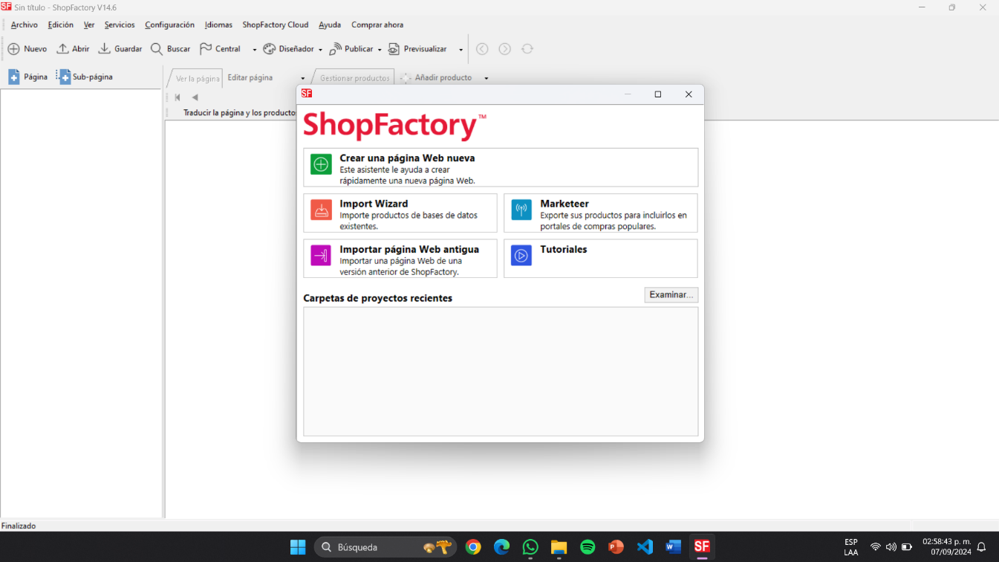 SF Sin título - ShopFactory V14.6
Archivo Edición Ver Servicios Configuración Idiomas ShopFactory Cloud Ayuda Comprar ahora
Nuevo Abrir Guardar Buscar Central Diseñador Publicar Previsualizar
Página Sub-página Ver la página Editar página Gestionar productos Añadir producto
SF
Traducir la página y los producto
ShopFactory™
Crear una página Web nueva
Este asistente le ayuda a crear
rápidamente una nueva página Web.
Import Wizard
Importe productos de bases de datos
existentes.
Marketeer
Exporte sus productos para incluirlos en
portales de compras populares.
Importar página Web antigua
Importar una página Web de una
versión anterior de ShopFactory.
Tutoriales
Carpetas de proyectos recientes
Examinar...
Finalizado
Búsqueda
P
W
SF
ESP
LAA
02:58:43 p. m.
07/09/2024